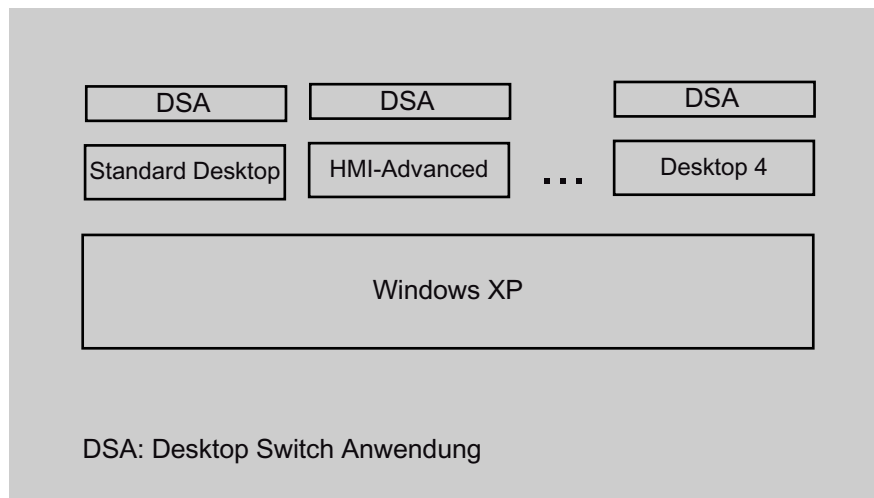 DSA DSA DSA
Standard Desktop HMI-Advanced ... Desktop 4
Windows XP
DSA: Desktop Switch Anwendung